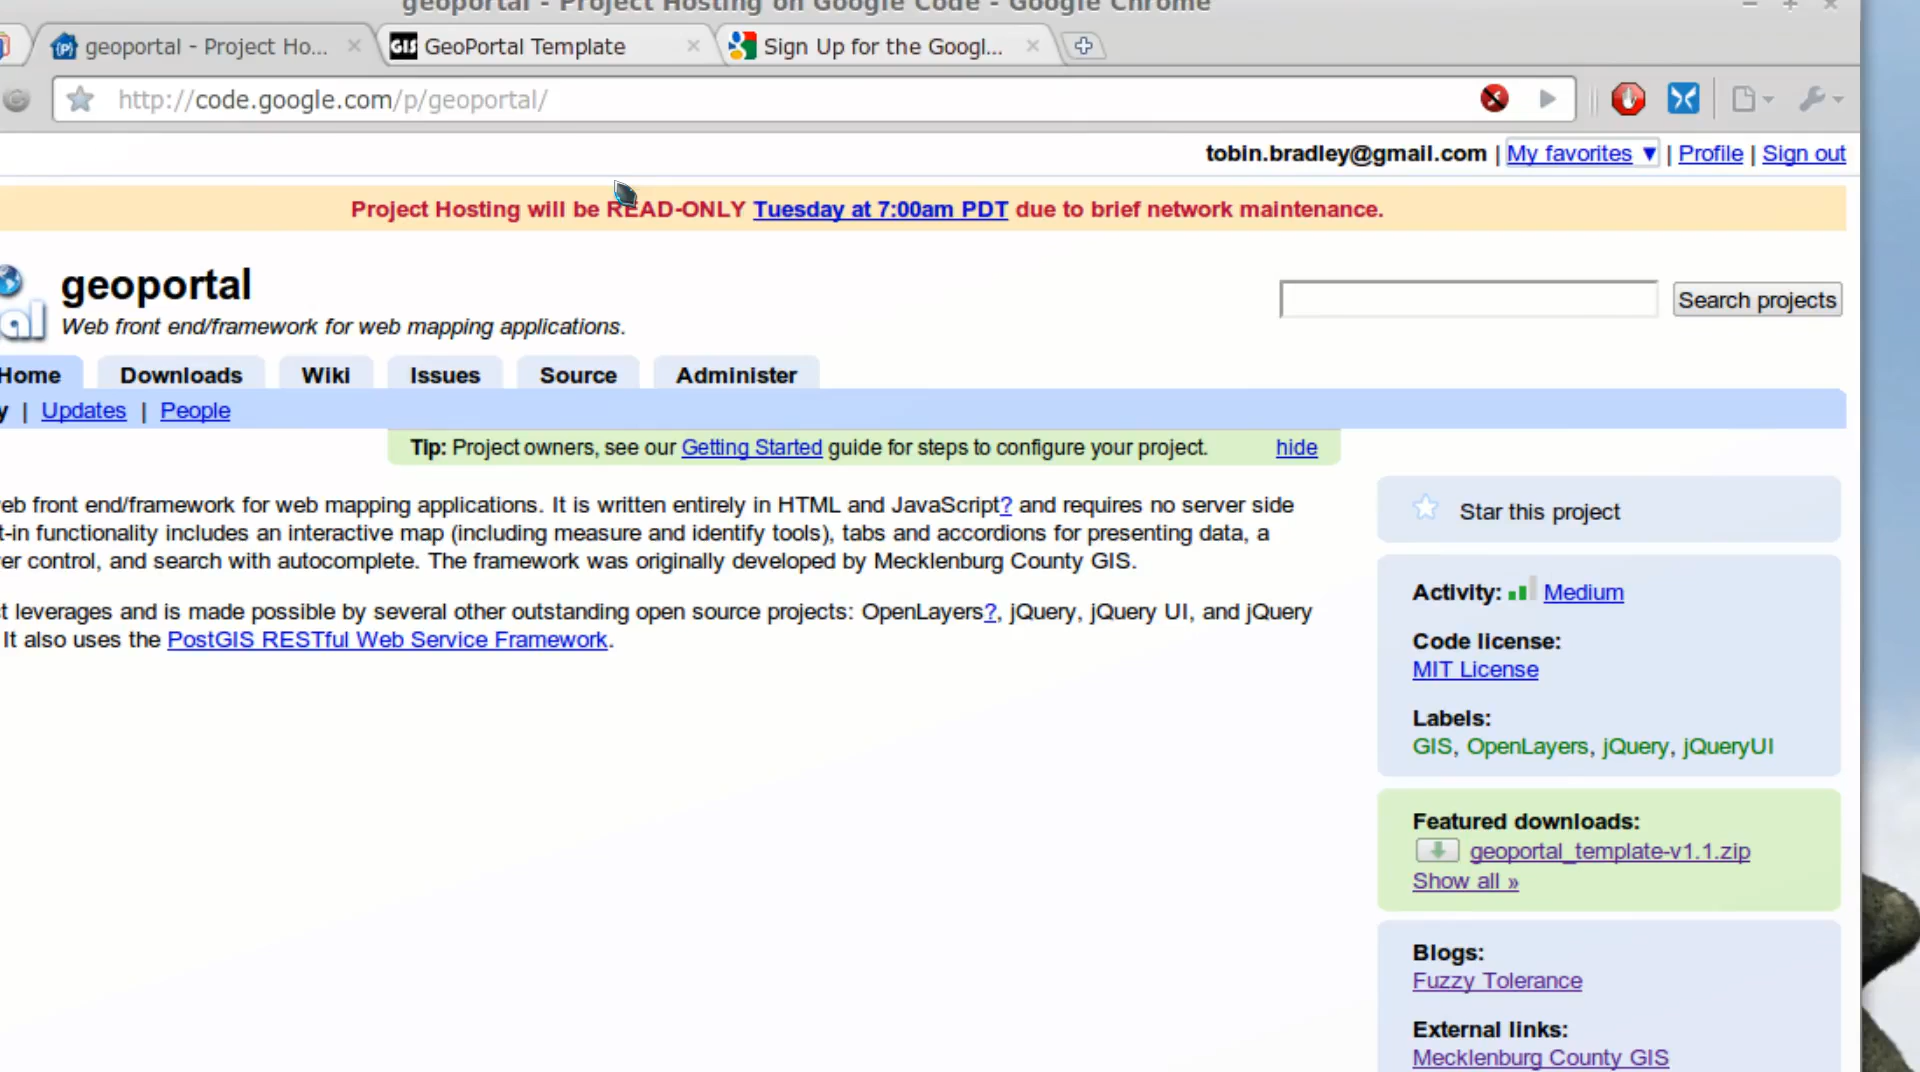 geoportal - Project Hosting on Google Code - Google Chrome
geoportal - Project Ho...
GIS GeoPortal Template
Sign Up for the Googl...
http://code.google.com/p/geoportal/
tobin.bradley@gmail.com | My favorites ▼ | Profile | Sign out
Project Hosting will be READ-ONLY Tuesday at 7:00am PDT due to brief network maintenance.
al
geoportal
Web front end/framework for web mapping applications.
Search projects
Home Downloads Wiki Issues Source Administer
y | Updates | People
Tip: Project owners, see our Getting Started guide for steps to configure your project. hide
eb front end/framework for web mapping applications. It is written entirely in HTML and JavaScript? and requires no server side
t-in functionality includes an interactive map (including measure and identify tools), tabs and accordions for presenting data, a
er control, and search with autocomplete. The framework was originally developed by Mecklenburg County GIS.
t leverages and is made possible by several other outstanding open source projects: OpenLayers?, jQuery, jQuery UI, and jQuery
It also uses the PostGIS RESTful Web Service Framework.
Star this project
Activity: Medium
Code license:
MIT License
Labels:
GIS, OpenLayers, jQuery, jQueryUI
Featured downloads:
geoportal_template-v1.1.zip
Show all »
Blogs:
Fuzzy Tolerance
External links:
Mecklenburg County GIS